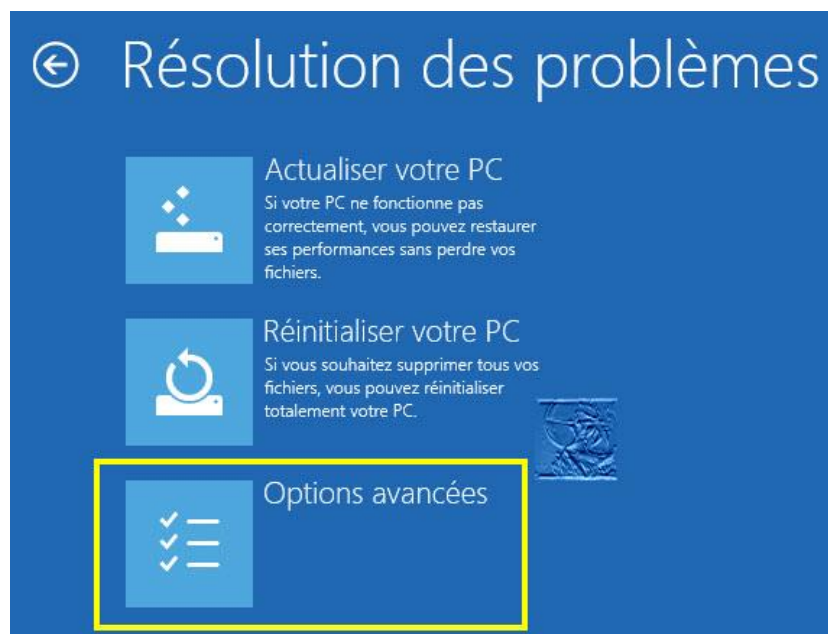 Résolution des problèmes
Actualiser votre PC
Si votre PC ne fonctionne pas
correctement, vous pouvez restaurer
ses performances sans perdre vos
fichiers.
Réinitialiser votre PC
Si vous souhaitez supprimer tous vos
fichiers, vous pouvez réinitialiser
totalement votre PC.
Options avancées